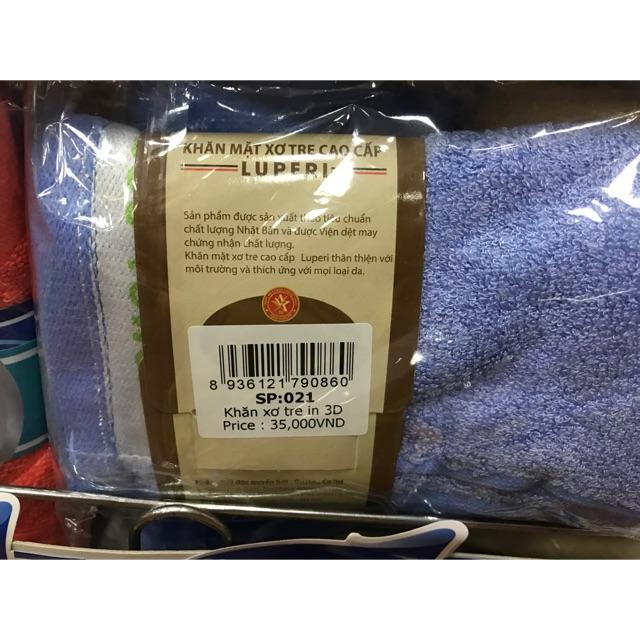 KHĂN MẶT XƠ TRE CAO CẤP
LUPERI
Sản phẩm được sản xuất theo tiêu chuẩn
chất lượng Nhật Bản và được Viện dệt may
chứng nhận chất lượng.
Khăn mặt xơ tre cao cấp Luperi thân thiện với
môi trường và thích ứng với mọi loại da.
8 936121 790860
SP:021
Khăn xơ tre in 3D
Price : 35,000VND